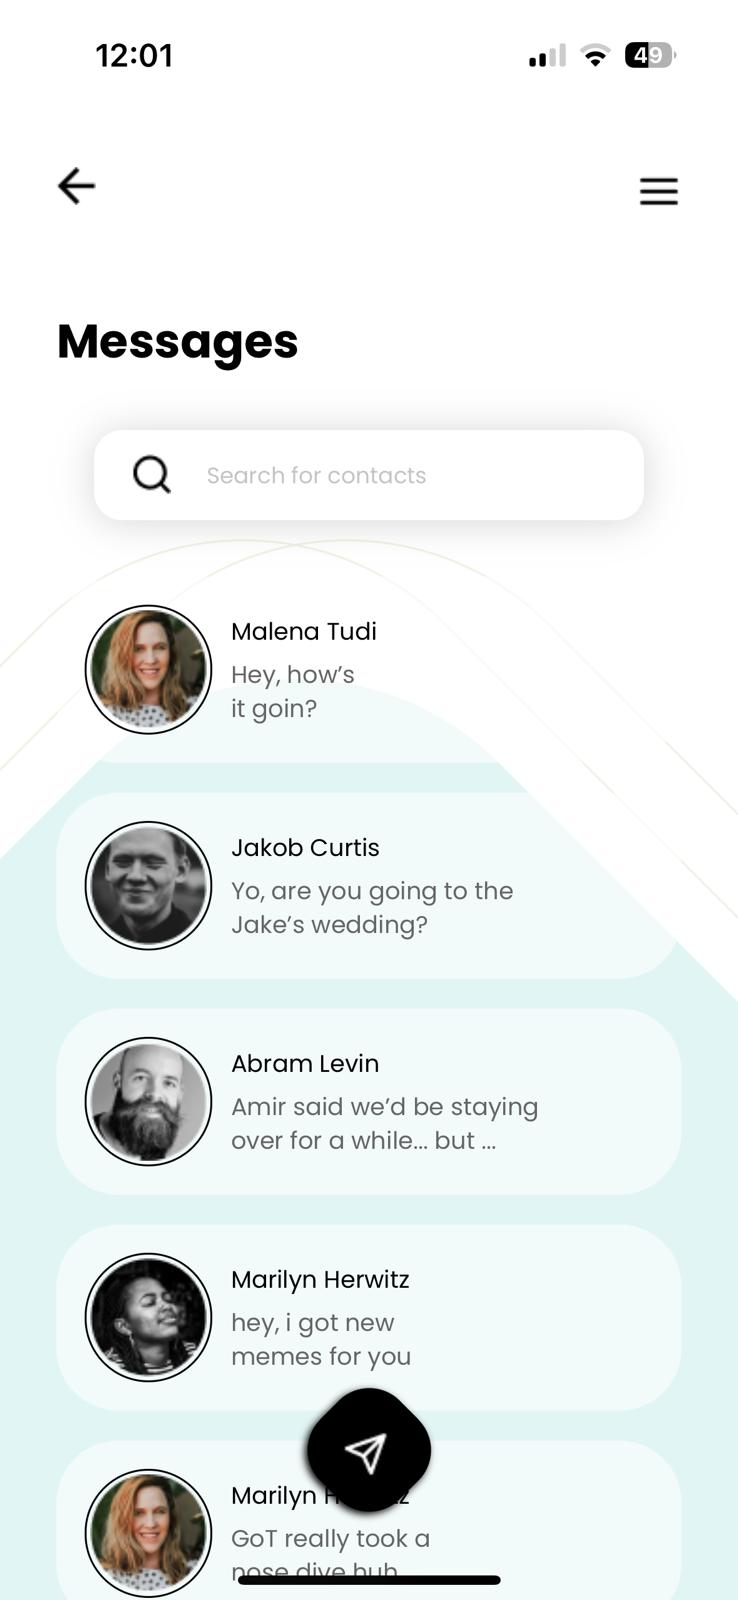 12:01
49
Messages
Search for contacts
Malena Tudi
Hey, how’s
it goin?
Jakob Curtis
Yo, are you going to the
Jake’s wedding?
Abram Levin
Amir said we’d be staying
over for a while... but ...
Marilyn Herwitz
hey, i got new
memes for you
Marilyn
GoT really took a
nose dive huh